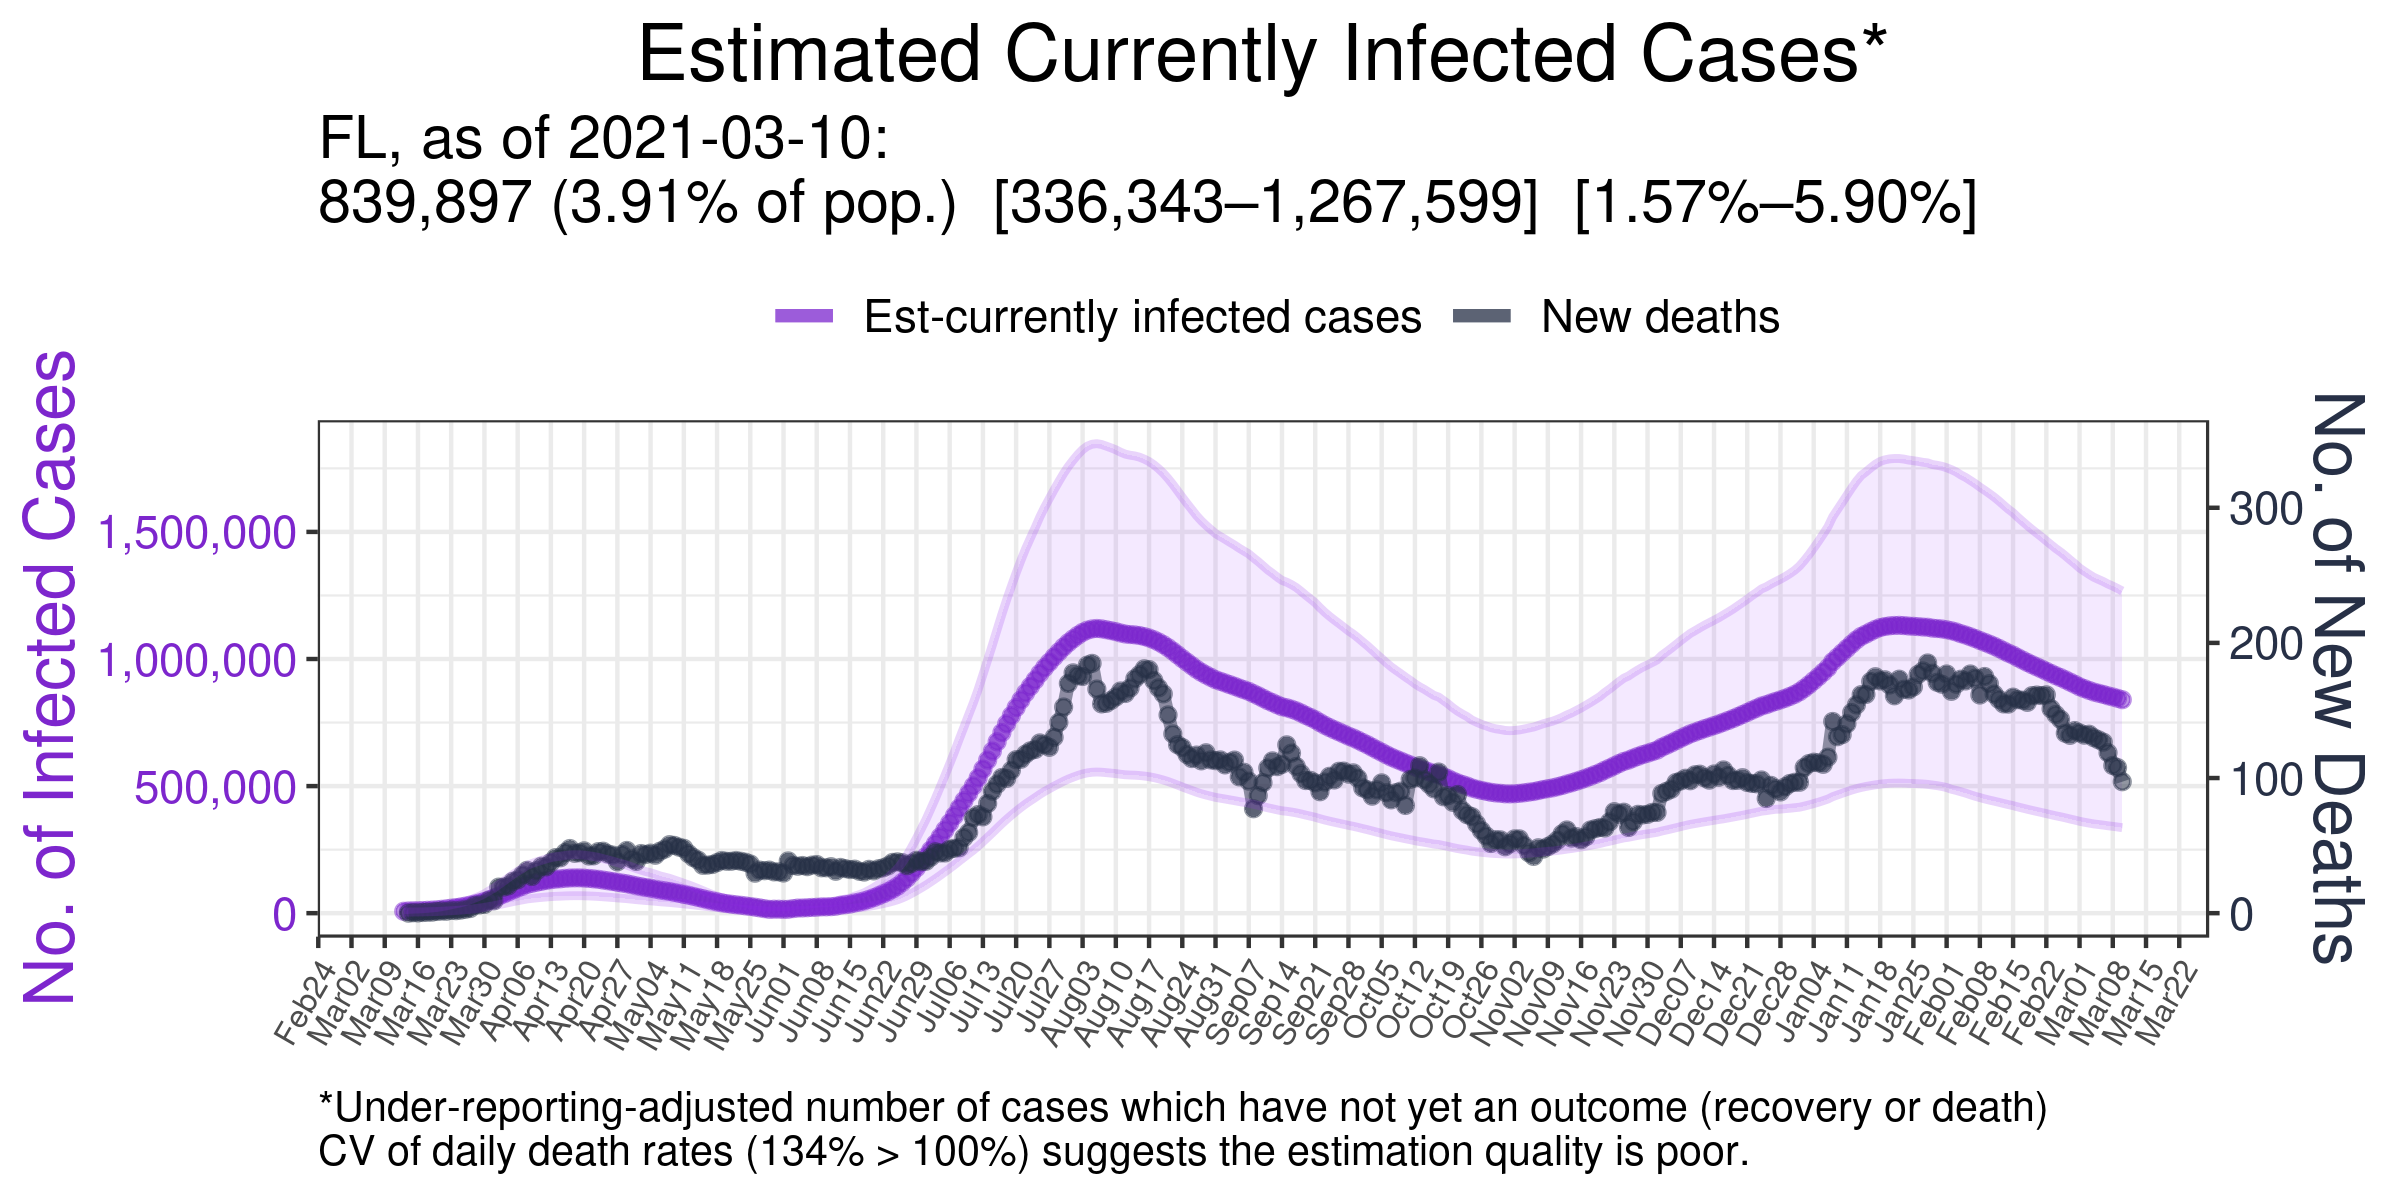 Estimated Currently Infected Cases*
FL, as of 2021-03-10:
839,897 (3.91% of pop.) [336,343–1,267,599] [1.57%–5.90%]
Est-currently infected cases
New deaths
No. of Infected Cases
1,500,000
1,000,000
500,000
0
300
200
100
0
No. of New Deaths
Feb24
Mar02
Mar09
Mar16
Mar23
Mar30
Apr06
Apr13
Apr20
Apr27
May04
May11
May18
May25
Jun01
Jun08
Jun15
Jun22
Jun29
Jul06
Jul13
Jul20
Jul27
Aug03
Aug10
Aug17
Aug24
Aug31
Sep07
Sep14
Sep21
Sep28
Oct05
Oct12
Oct19
Oct26
Nov02
Nov09
Nov16
Nov23
Nov30
Dec07
Dec14
Dec21
Dec28
Jan04
Jan11
Jan18
Jan25
Feb01
Feb08
Feb15
Feb22
Mar01
Mar08
Mar15
Mar22
*Under-reporting-adjusted number of cases which have not yet an outcome (recovery or death)
CV of daily death rates (134% > 100%) suggests the estimation quality is poor.